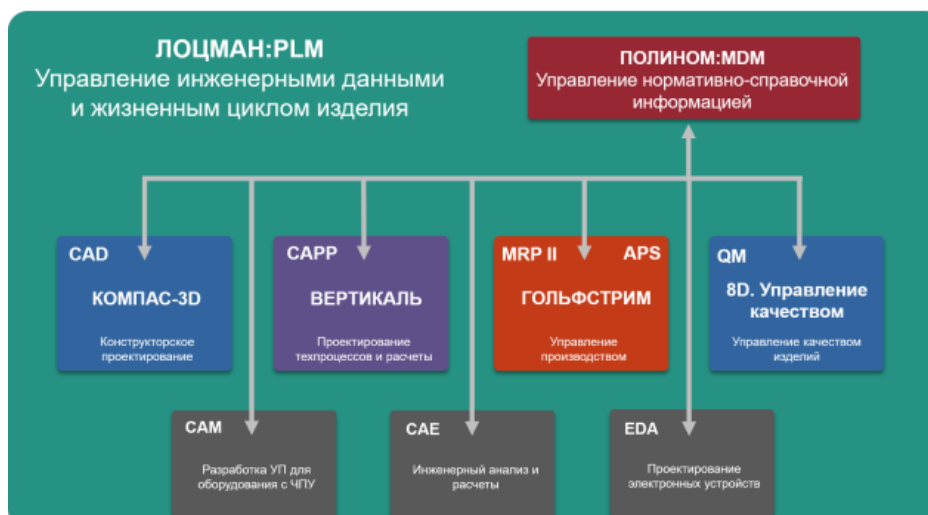 ЛОЦМАН:PLM
Управление инженерными данными
и жизненным циклом изделия
ПОЛИНОМ:MDM
Управление нормативно-справочной
информацией
CAD
КОМПАС-3D
Конструкторское
проектирование
CAPP
ВЕРТИКАЛЬ
Проектирование
техпроцессов и расчеты
MRP II
APS
ГОЛЬФСТРИМ
Управление
производством
QM
8D. Управление
качеством
Управление качеством
изделий
CAM
Разработка УП для
оборудования с ЧПУ
CAE
Инженерный анализ и
расчеты
EDA
Проектирование
электронных устройств